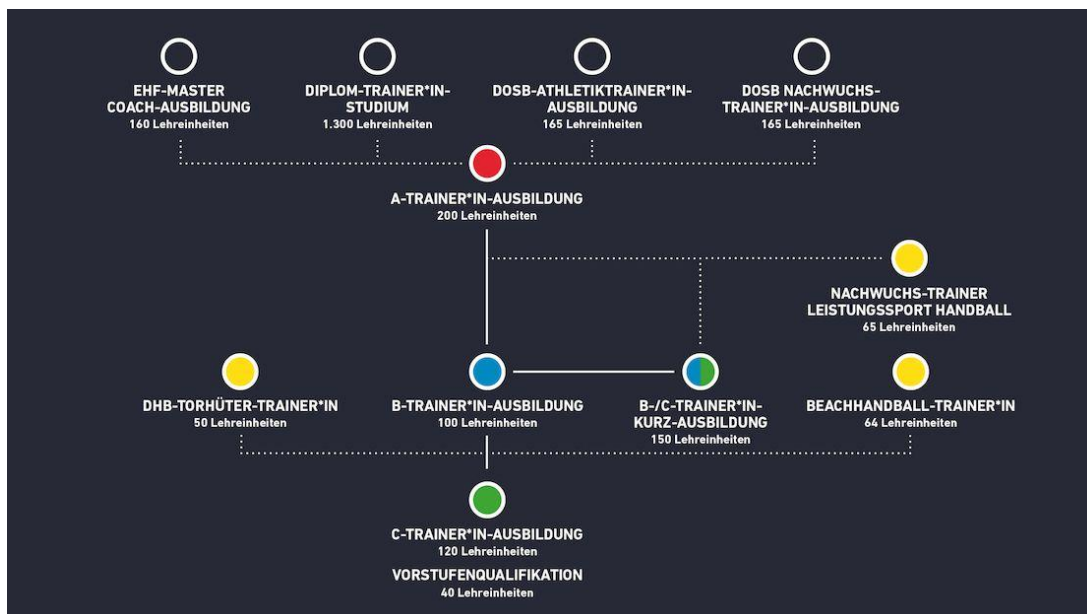 EHF-MASTER
COACH-AUSBILDUNG
160 Lehreinheiten
DIPLOM-TRAINER*IN-
STUDIUM
1.300 Lehreinheiten
DOSB-ATHLETIKTRAINER*IN-
AUSBILDUNG
165 Lehreinheiten
DOSB NACHWUCHS-
TRAINER*IN-AUSBILDUNG
165 Lehreinheiten
A-TRAINER*IN-AUSBILDUNG
200 Lehreinheiten
NACHWUCHS-TRAINER
LEISTUNGSSPORT HANDBALL
65 Lehreinheiten
DHB-TORHÜTER-TRAINER*IN
50 Lehreinheiten
B-TRAINER*IN-AUSBILDUNG
100 Lehreinheiten
B-/C-TRAINER*IN-
KURZ-AUSBILDUNG
150 Lehreinheiten
BEACHHANDBALL-TRAINER*IN
64 Lehreinheiten
C-TRAINER*IN-AUSBILDUNG
120 Lehreinheiten
VORSTUFENQUALIFIKATION
40 Lehreinheiten